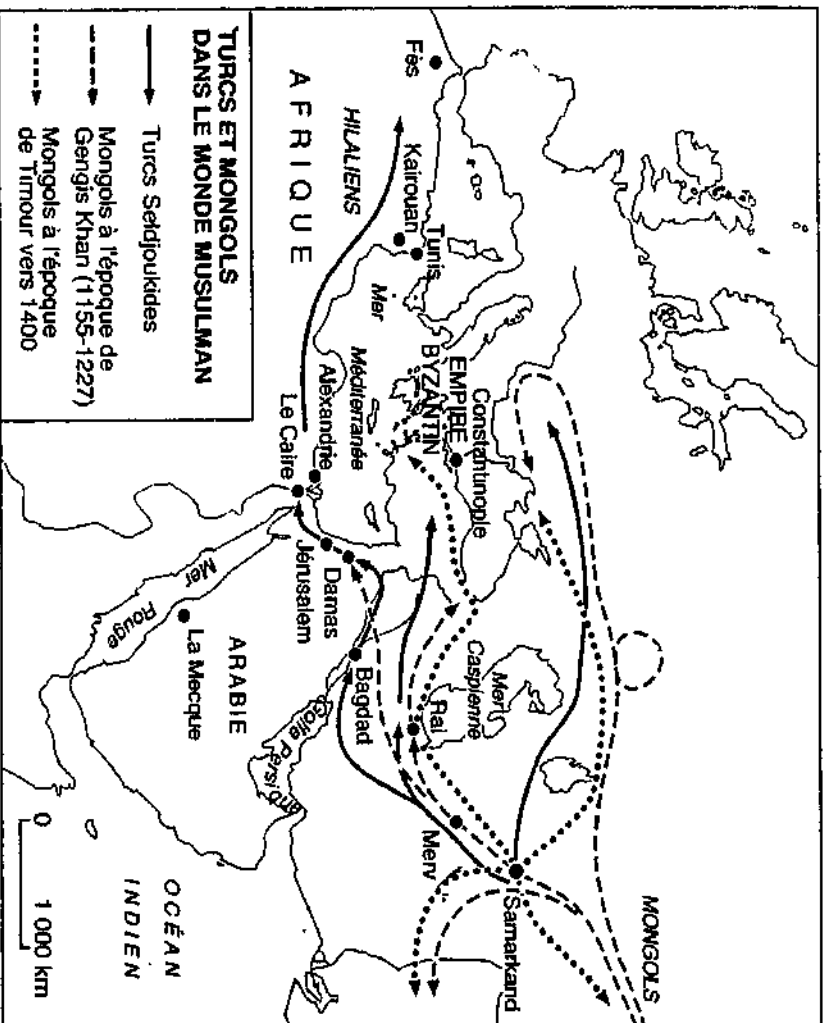 TURCS ET MONGOLS
DANS LE MONDE MUSULMAN
Turcs Seldjoukides
Mongols à l'époque de
Gengis Khan (1155-1227)
Mongols à l'époque
de Timour vers 1400
MONGOLS
Samarkand
Merv
Mer
Caspienne
Rai
Constantinople
EMPIRE
BYZANTIN
Mer
Méditerranée
Tunis
Kairouan
Fès
HILALIENS
AFRIQUE
Alexandrie
Le Caire
Jérusalem
Damas
Bagdad
Golfe Persique
ARABIE
La Mecque
Mer Rouge
OCÉAN
INDIEN
0 1 000 km